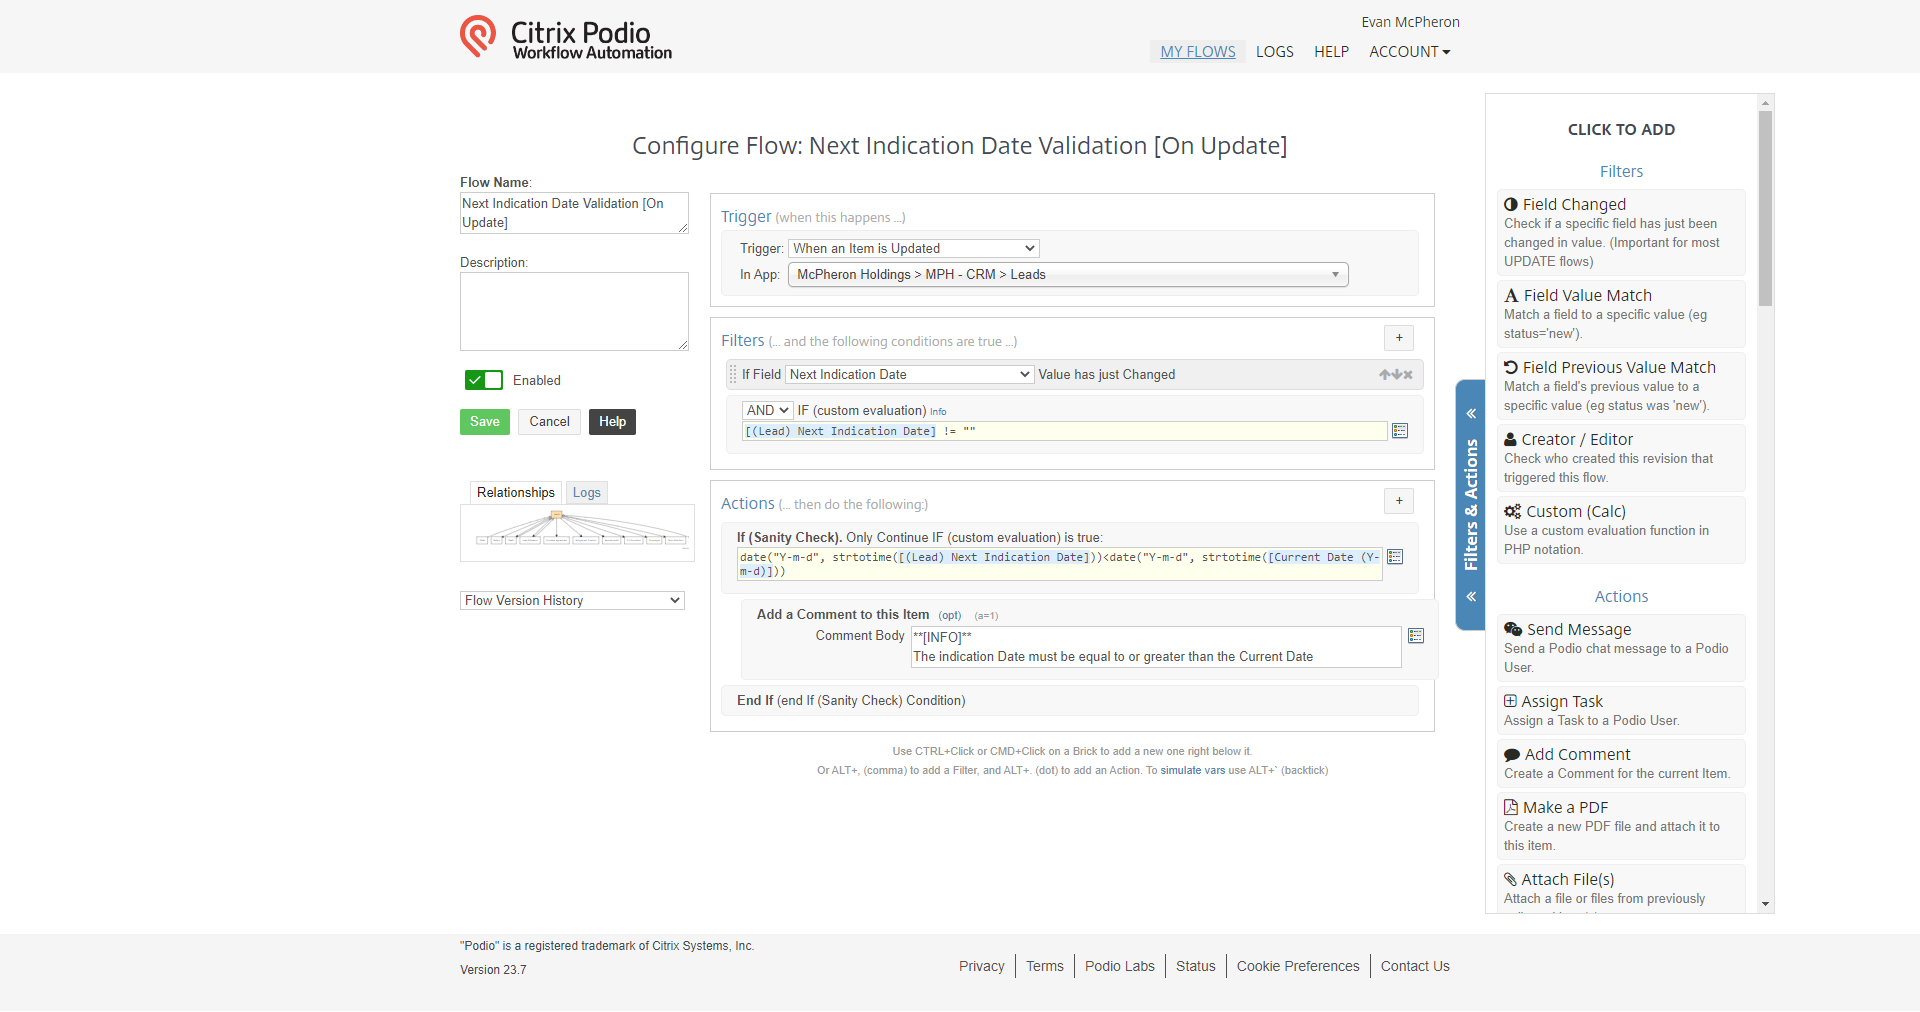 Citrix Podio
Workflow Automation
Evan McPheron
MY FLOWS LOGS HELP ACCOUNT
Configure Flow: Next Indication Date Validation [On Update]
Flow Name:
Next Indication Date Validation [On
Update]
Description:
Enabled
Save Cancel Help
Relationships Logs
Flow Version History
Trigger (when this happens ...)
Trigger: When an Item is Updated
In App: McPheron Holdings > MPH - CRM > Leads
Filters (... and the following conditions are true ...)
+
If Field Next Indication Date Value has just Changed
AND IF (custom evaluation) Info
[(Lead) Next Indication Date] != ""
Actions (... then do the following:)
+
If (Sanity Check). Only Continue IF (custom evaluation) is true:
date("Y-m-d", strtotime([(Lead) Next Indication Date]))<date("Y-m-d", strtotime([Current Date (Y-
m-d)]))
Add a Comment to this Item (opt) (a=1)
Comment Body **[INFO]**
The indication Date must be equal to or greater than the Current Date
End If (end If (Sanity Check) Condition)
Use CTRL+Click or CMD+Click on a Brick to add a new one right below it.
Or ALT+, (comma) to add a Filter, and ALT+. (dot) to add an Action. To simulate vars use ALT+` (backtick)
« Filters & Actions «
CLICK TO ADD
Filters
Field Changed
Check if a specific field has just been
changed in value. (Important for most
UPDATE flows)
Field Value Match
Match a field to a specific value (eg
status='new').
Field Previous Value Match
Match a field's previous value to a
specific value (eg status was 'new').
Creator / Editor
Check who created this revision that
triggered this flow.
Custom (Calc)
Use a custom evaluation function in
PHP notation.
Actions
Send Message
Send a Podio chat message to a Podio
User.
Assign Task
Assign a Task to a Podio User.
Add Comment
Create a Comment for the current Item.
Make a PDF
Create a new PDF file and attach it to
this item.
Attach File(s)
Attach a file or files from previously
"Podio" is a registered trademark of Citrix Systems, Inc.
Version 23.7
Privacy Terms Podio Labs Status Cookie Preferences Contact Us